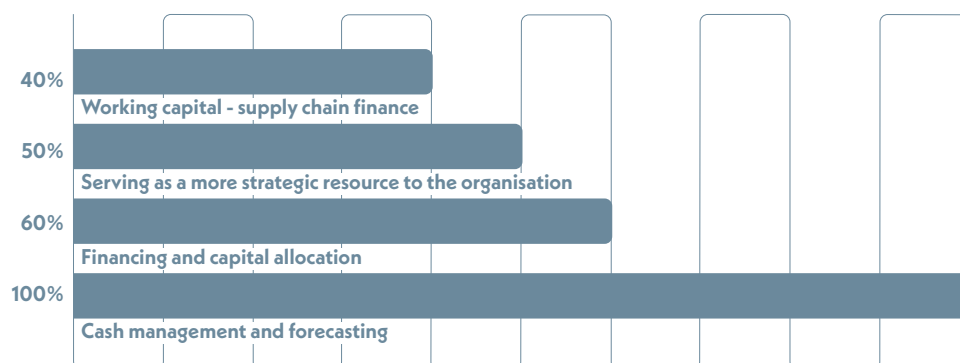 40%
Working capital - supply chain finance
50%
Serving as a more strategic resource to the organisation
60%
Financing and capital allocation
100%
Cash management and forecasting